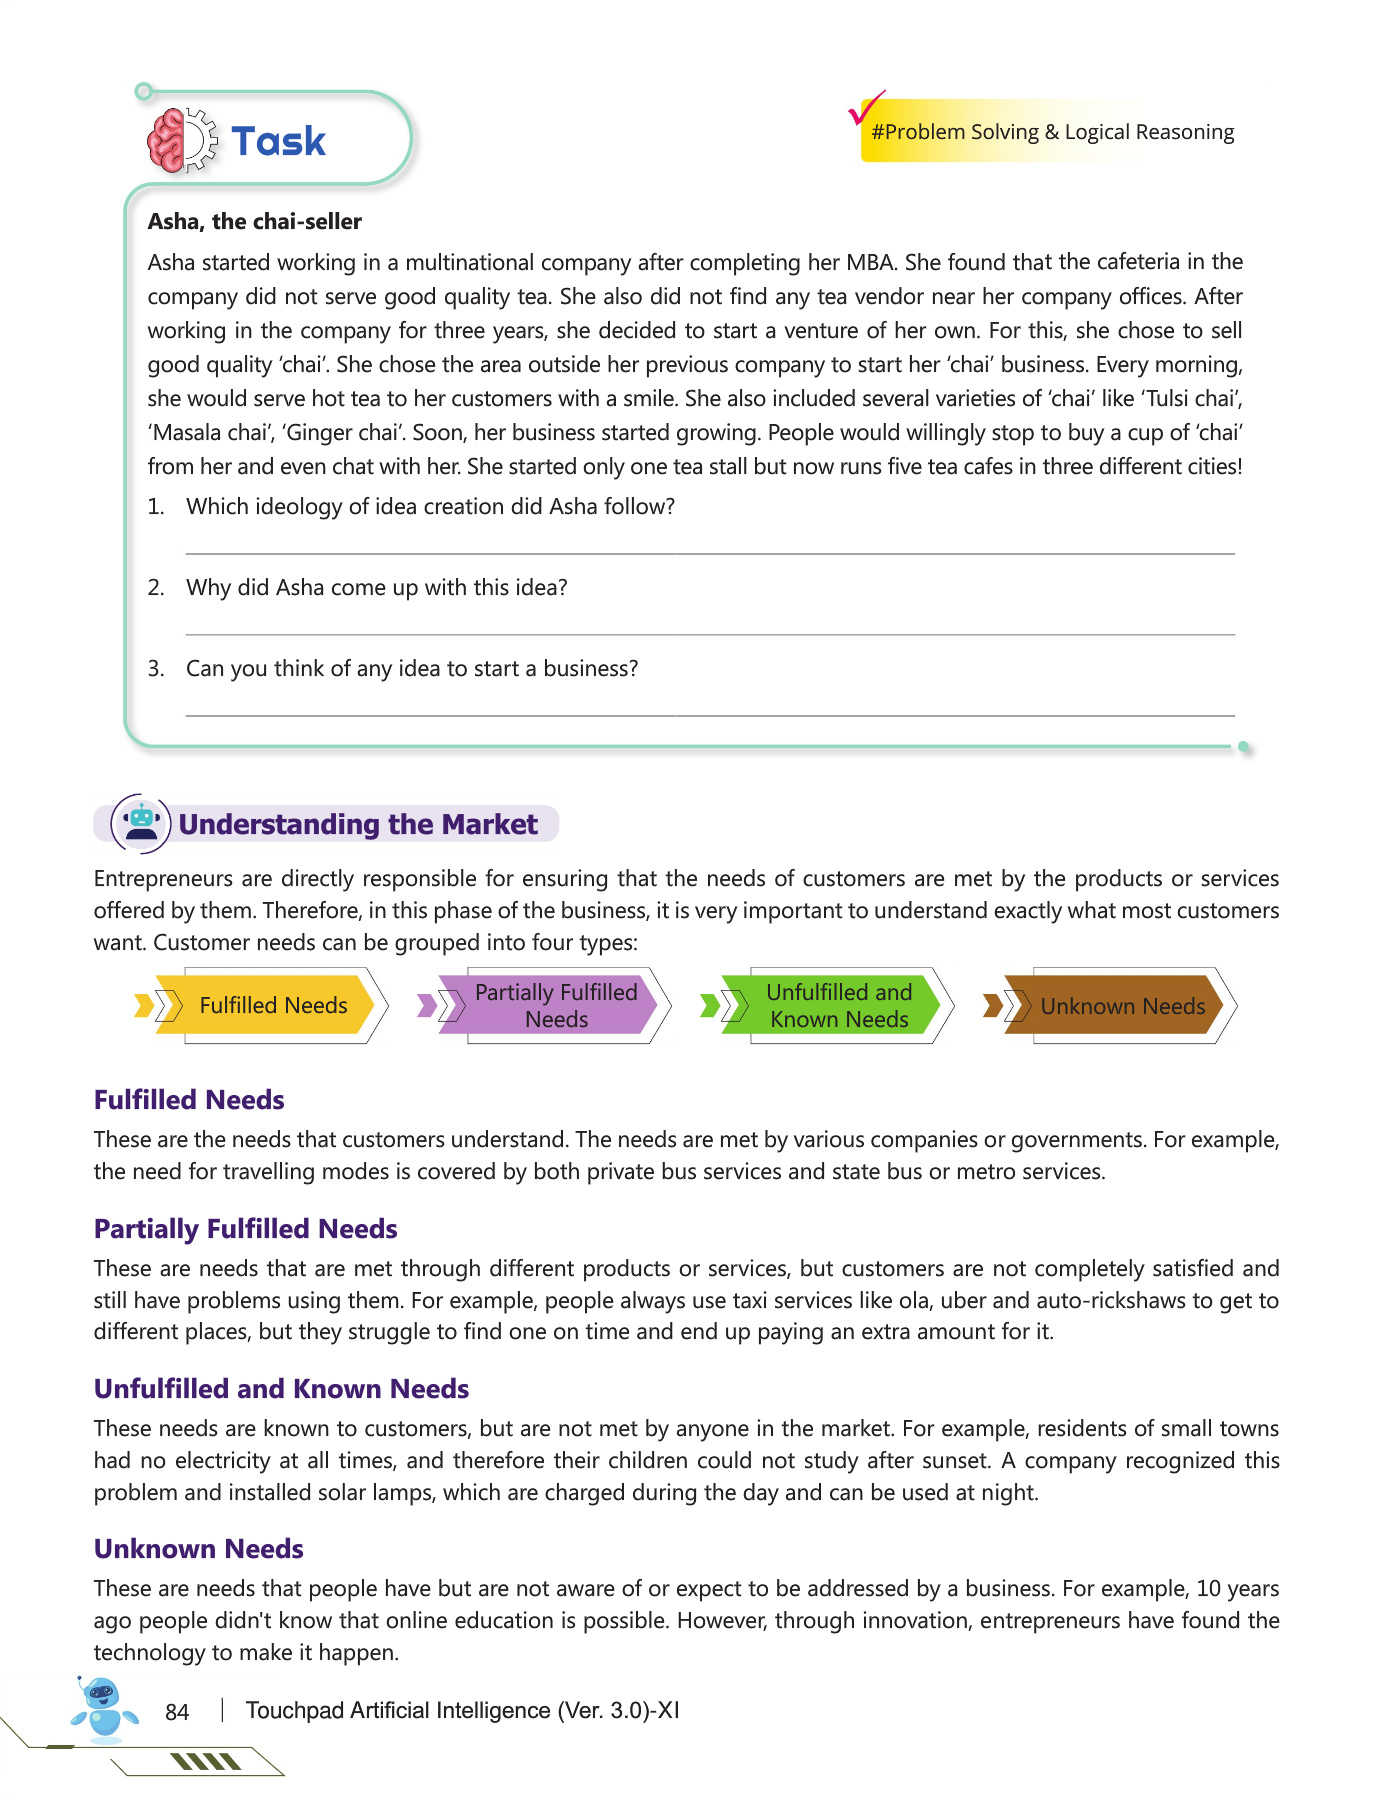 Task
#Problem Solving & Logical Reasoning
Asha, the chai-seller
Asha started working in a multinational company after completing her MBA. She found that the cafeteria in the
company did not serve good quality tea. She also did not find any tea vendor near her company offices. After
working in the company for three years, she decided to start a venture of her own. For this, she chose to sell
good quality ‘chai’. She chose the area outside her previous company to start her ‘chai’ business. Every morning,
she would serve hot tea to her customers with a smile. She also included several varieties of ‘chai’ like ‘Tulsi chai’,
‘Masala chai’, ‘Ginger chai’. Soon, her business started growing. People would willingly stop to buy a cup of ‘chai’
from her and even chat with her. She started only one tea stall but now runs five tea cafes in three different cities!
1. Which ideology of idea creation did Asha follow?
2. Why did Asha come up with this idea?
3. Can you think of any idea to start a business?
Understanding the Market
Entrepreneurs are directly responsible for ensuring that the needs of customers are met by the products or services
offered by them. Therefore, in this phase of the business, it is very important to understand exactly what most customers
want. Customer needs can be grouped into four types:
Fulfilled Needs
Partially Fulfilled
Needs
Unfulfilled and
Known Needs
Unknown Needs
Fulfilled Needs
These are the needs that customers understand. The needs are met by various companies or governments. For example,
the need for travelling modes is covered by both private bus services and state bus or metro services.
Partially Fulfilled Needs
These are needs that are met through different products or services, but customers are not completely satisfied and
still have problems using them. For example, people always use taxi services like ola, uber and auto-rickshaws to get to
different places, but they struggle to find one on time and end up paying an extra amount for it.
Unfulfilled and Known Needs
These needs are known to customers, but are not met by anyone in the market. For example, residents of small towns
had no electricity at all times, and therefore their children could not study after sunset. A company recognized this
problem and installed solar lamps, which are charged during the day and can be used at night.
Unknown Needs
These are needs that people have but are not aware of or expect to be addressed by a business. For example, 10 years
ago people didn't know that online education is possible. However, through innovation, entrepreneurs have found the
technology to make it happen.
84 | Touchpad Artificial Intelligence (Ver. 3.0)-XI